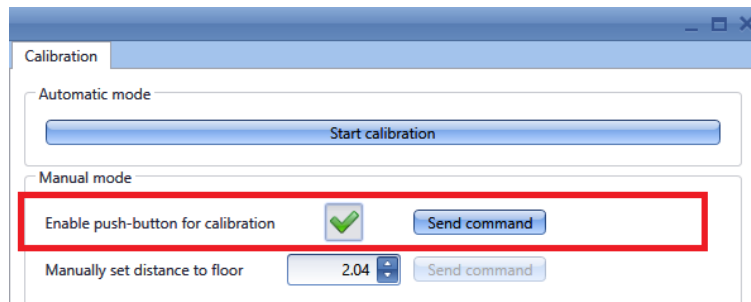 Calibration
Automatic mode
Start calibration
Manual mode
Enable push-button for calibration Send command
Manually set distance to floor 2.04 Send command